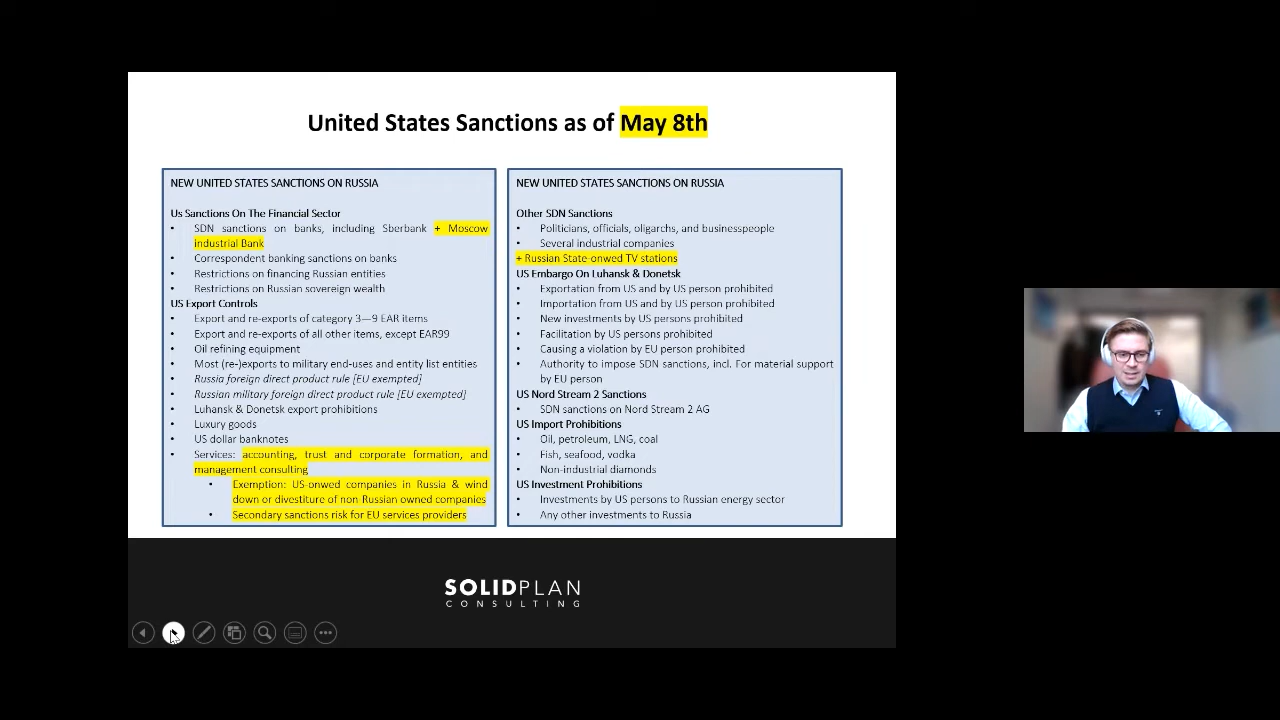 United States Sanctions as of May 8th
NEW UNITED STATES SANCTIONS ON RUSSIA
Us Sanctions On The Financial Sector
• SDN sanctions on banks, including Sberbank + Moscow
industrial Bank
• Correspondent banking sanctions on banks
• Restrictions on financing Russian entities
• Restrictions on Russian sovereign wealth
US Export Controls
• Export and re-exports of category 3—9 EAR items
• Export and re-exports of all other items, except EAR99
• Oil refining equipment
• Most (re-)exports to military end-uses and entity list entities
• Russia foreign direct product rule [EU exempted]
• Russian military foreign direct product rule [EU exempted]
• Luhansk & Donetsk export prohibitions
• Luxury goods
• US dollar banknotes
• Services: accounting, trust and corporate formation, and
management consulting
• Exemption: US-onwed companies in Russia & wind
down or divestiture of non Russian owned companies
• Secondary sanctions risk for EU services providers
NEW UNITED STATES SANCTIONS ON RUSSIA
Other SDN Sanctions
• Politicians, officials, oligarchs, and businesspeople
• Several industrial companies
+ Russian State-onwed TV stations
US Embargo On Luhansk & Donetsk
• Exportation from US and by US person prohibited
• Importation from US and by US person prohibited
• New investments by US persons prohibited
• Facilitation by US persons prohibited
• Causing a violation by EU person prohibited
• Authority to impose SDN sanctions, incl. For material support
by EU person
US Nord Stream 2 Sanctions
• SDN sanctions on Nord Stream 2 AG
US Import Prohibitions
• Oil, petroleum, LNG, coal
• Fish, seafood, vodka
• Non-industrial diamonds
US Investment Prohibitions
• Investments by US persons to Russian energy sector
• Any other investments to Russia
SOLIDPLAN
CONSULTING